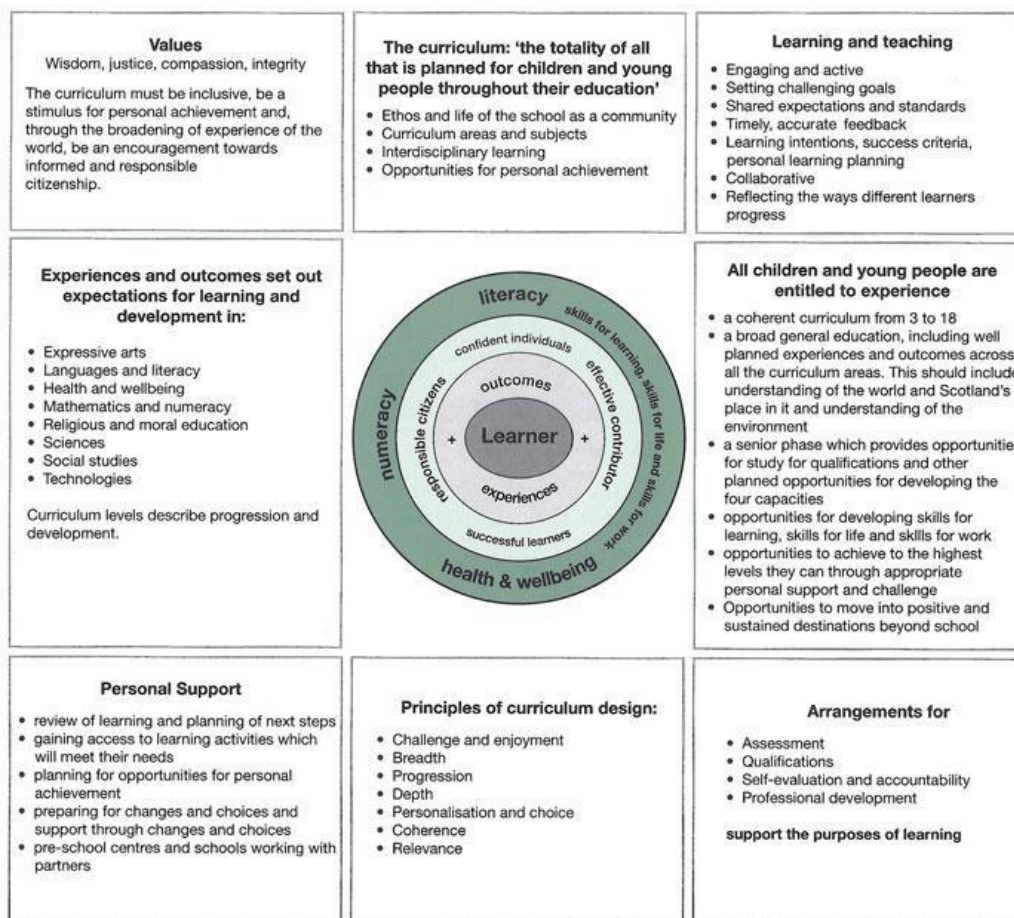 Values
Wisdom, justice, compassion, integrity
The curriculum must be inclusive, be a
stimulus for personal achievement and,
through the broadening of experience of the
world, be an encouragement towards
informed and responsible
citizenship.
The curriculum: ‘the totality of all
that is planned for children and young
people throughout their education’
• Ethos and life of the school as a community
• Curriculum areas and subjects
• Interdisciplinary learning
• Opportunities for personal achievement
Learning and teaching
• Engaging and active
• Setting challenging goals
• Shared expectations and standards
• Timely, accurate feedback
• Learning intentions, success criteria,
personal learning planning
• Collaborative
• Reflecting the ways different learners
progress
Experiences and outcomes set out
expectations for learning and
development in:
• Expressive arts
• Languages and literacy
• Health and wellbeing
• Mathematics and numeracy
• Religious and moral education
• Sciences
• Social studies
• Technologies
Curriculum levels describe progression and
development.
literacy
skills for learning, skills for life and skills for work
numeracy
health & wellbeing
confident individuals
effective contributor
responsible citizens
successful learners
outcomes
+ Learner +
experiences
All children and young people are
entitled to experience
• a coherent curriculum from 3 to 18
• a broad general education, including well
planned experiences and outcomes across
all the curriculum areas. This should include
understanding of the world and Scotland’s
place in it and understanding of the
environment
• a senior phase which provides opportunitie
for study for qualifications and other
planned opportunities for developing the
four capacities
• opportunities for developing skills for
learning, skills for life and skills for work
• opportunities to achieve to the highest
levels they can through appropriate
personal support and challenge
• Opportunities to move into positive and
sustained destinations beyond school
Personal Support
• review of learning and planning of next steps
• gaining access to learning activities which
will meet their needs
• planning for opportunities for personal
achievement
• preparing for changes and choices and
support through changes and choices
• pre-school centres and schools working with
partners
Principles of curriculum design:
• Challenge and enjoyment
• Breadth
• Progression
• Depth
• Personalisation and choice
• Coherence
• Relevance
Arrangements for
• Assessment
• Qualifications
• Self-evaluation and accountability
• Professional development
support the purposes of learning